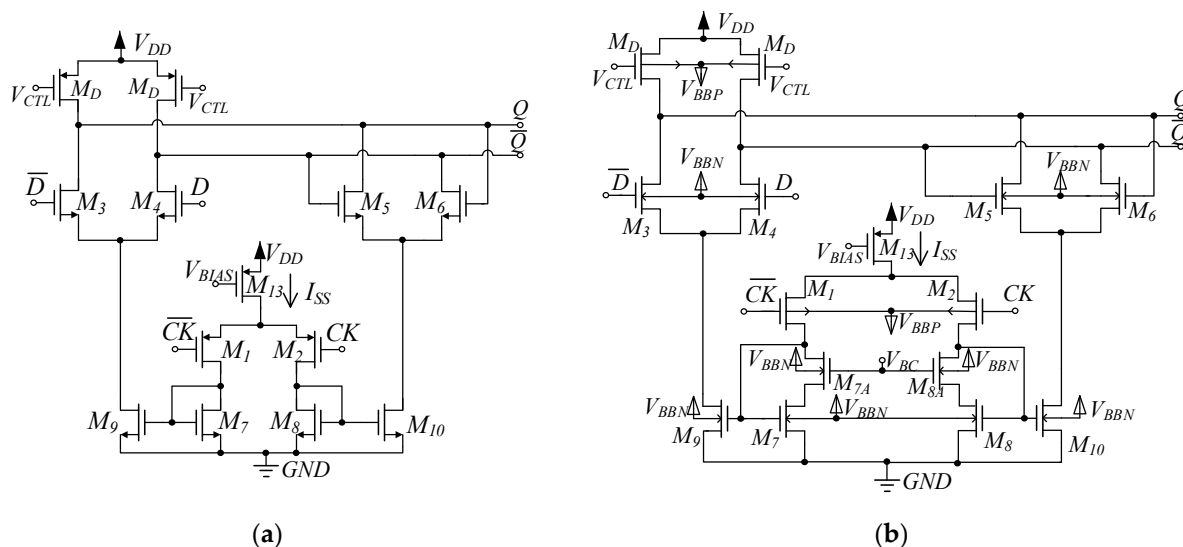 V_DD
M_D M_D
V_CTL V_CTL
Q
Q̅
D̅ M_3 M_4 D
M_5 M_6
V_DD
V_BIAS M_13 I_SS
C̅K̅ M_1 M_2 CK
M_9 M_7 M_8 M_10
GND
(a)
V_DD
M_D M_D
V_CTL V_BBP V_CTL
Q
Q̅
D̅ V_BBN D V_BBN
M_3 M_4 M_5 M_6
V_DD
V_BIAS M_13 I_SS
C̅K̅ M_1 M_2 CK
V_BBP
V_BBN M_7A V_BC M_8A V_BBN
V_BBN V_BBN V_BBN
M_9 M_7 M_8 M_10
GND
(b)